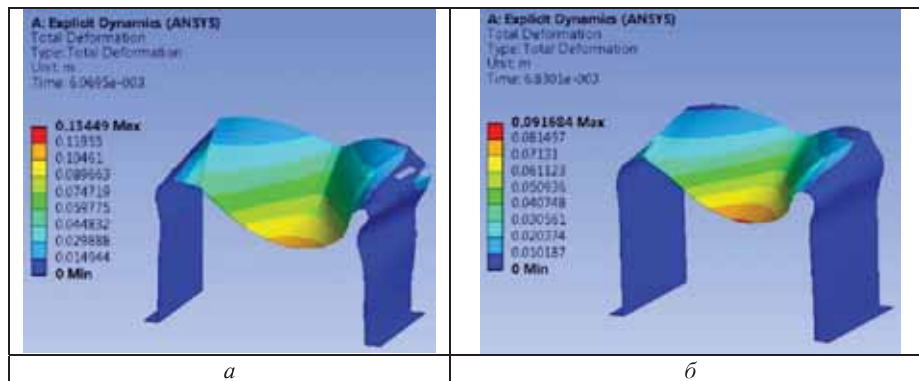 A: Explicit Dynamics (ANSYS)
Total Deformation
Type: Total Deformation
Unit: m
Time: 6.0695e-003
0.13449 Max
0.11955
0.10461
0.089663
0.074719
0.059775
0.044832
0.029888
0.014944
0 Min
A: Explicit Dynamics (ANSYS)
Total Deformation
Type: Total Deformation
Unit: m
Time: 6.8301e-003
0.091684 Max
0.081497
0.07131
0.061123
0.050936
0.040748
0.030561
0.020374
0.010187
0 Min
а
б